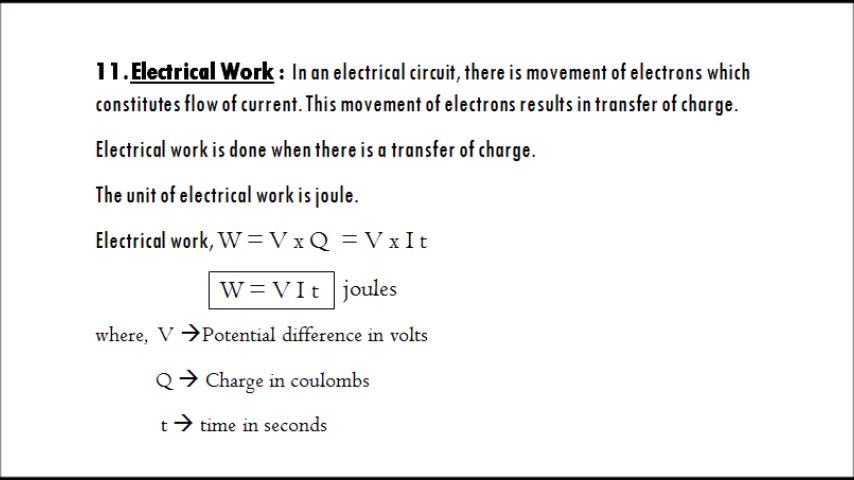 11. Electrical Work : In an electrical circuit, there is movement of electrons which
constitutes flow of current. This movement of electrons results in transfer of charge.
Electrical work is done when there is a transfer of charge.
The unit of electrical work is joule.
Electrical work, W = V x Q = V x I t
W = V I t joules
where, V → Potential difference in volts
Q → Charge in coulombs
t → time in seconds